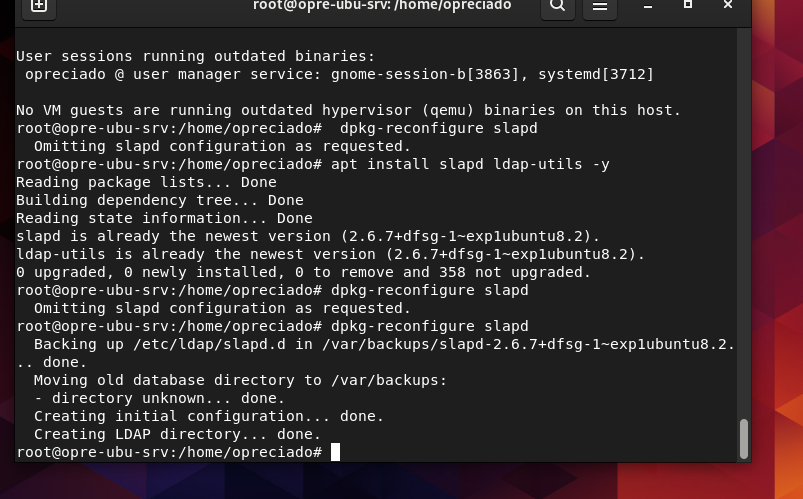 root@opre-ubu-srv: /home/opreciado
User sessions running outdated binaries:
 opreciado @ user manager service: gnome-session-b[3863], systemd[3712]
No VM guests are running outdated hypervisor (qemu) binaries on this host.
root@opre-ubu-srv:/home/opreciado#  dpkg-reconfigure slapd
  Omitting slapd configuration as requested.
root@opre-ubu-srv:/home/opreciado# apt install slapd ldap-utils -y
Reading package lists... Done
Building dependency tree... Done
Reading state information... Done
slapd is already the newest version (2.6.7+dfsg-1~exp1ubuntu8.2).
ldap-utils is already the newest version (2.6.7+dfsg-1~exp1ubuntu8.2).
0 upgraded, 0 newly installed, 0 to remove and 358 not upgraded.
root@opre-ubu-srv:/home/opreciado# dpkg-reconfigure slapd
  Omitting slapd configuration as requested.
root@opre-ubu-srv:/home/opreciado# dpkg-reconfigure slapd
  Backing up /etc/ldap/slapd.d in /var/backups/slapd-2.6.7+dfsg-1~exp1ubuntu8.2.
.. done.
  Moving old database directory to /var/backups:
  - directory unknown... done.
  Creating initial configuration... done.
  Creating LDAP directory... done.
root@opre-ubu-srv:/home/opreciado#